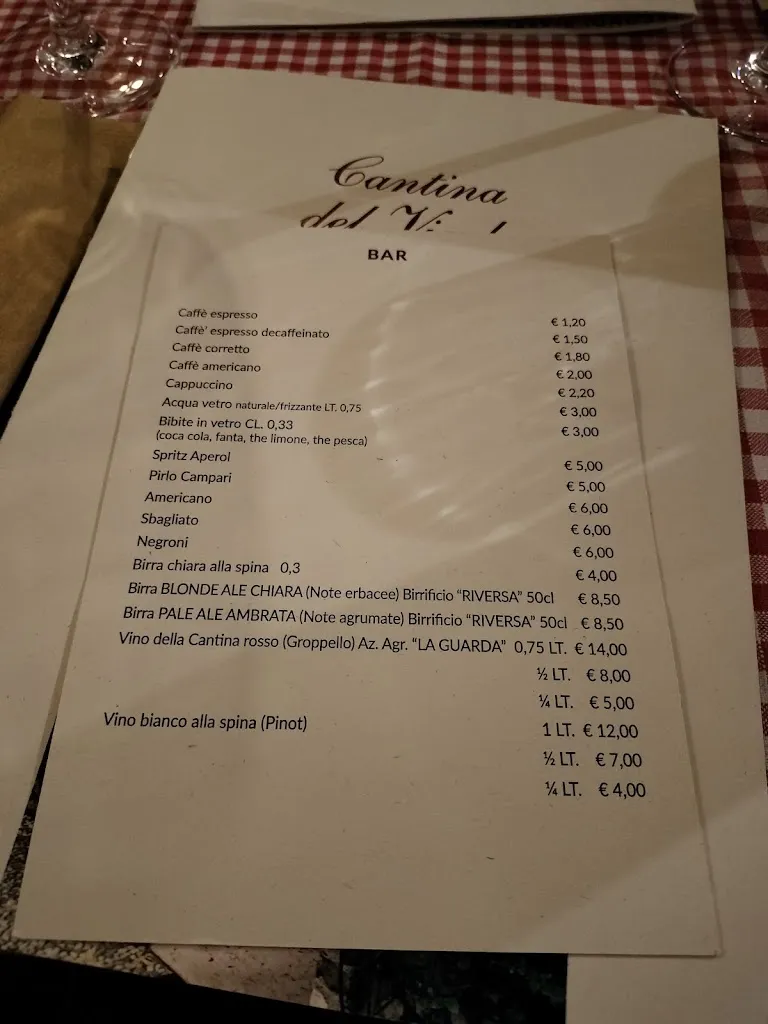 Cantina
del
BAR
Caffè espresso € 1,20
Caffè' espresso decaffeinato € 1,50
Caffè corretto € 1,80
Caffè americano € 2,00
Cappuccino € 2,20
Acqua vetro naturale/frizzante LT. 0,75 € 3,00
Bibite in vetro CL. 0,33 € 3,00
(coca cola, fanta, the limone, the pesca)
Spritz Aperol € 5,00
Pirlo Campari € 5,00
Americano € 6,00
Sbagliato € 6,00
Negroni € 6,00
Birra chiara alla spina 0,3 € 4,00
Birra BLONDE ALE CHIARA (Note erbacee) Birrificio "RIVERSA" 50cl € 8,50
Birra PALE ALE AMBRATA (Note agrumate) Birrificio "RIVERSA" 50cl € 8,50
Vino della Cantina rosso (Groppello) Az. Agr. "LA GUARDA" 0,75 LT. € 14,00
½ LT. € 8,00
¼ LT. € 5,00
Vino bianco alla spina (Pinot) 1 LT. € 12,00
½ LT. € 7,00
¼ LT. € 4,00